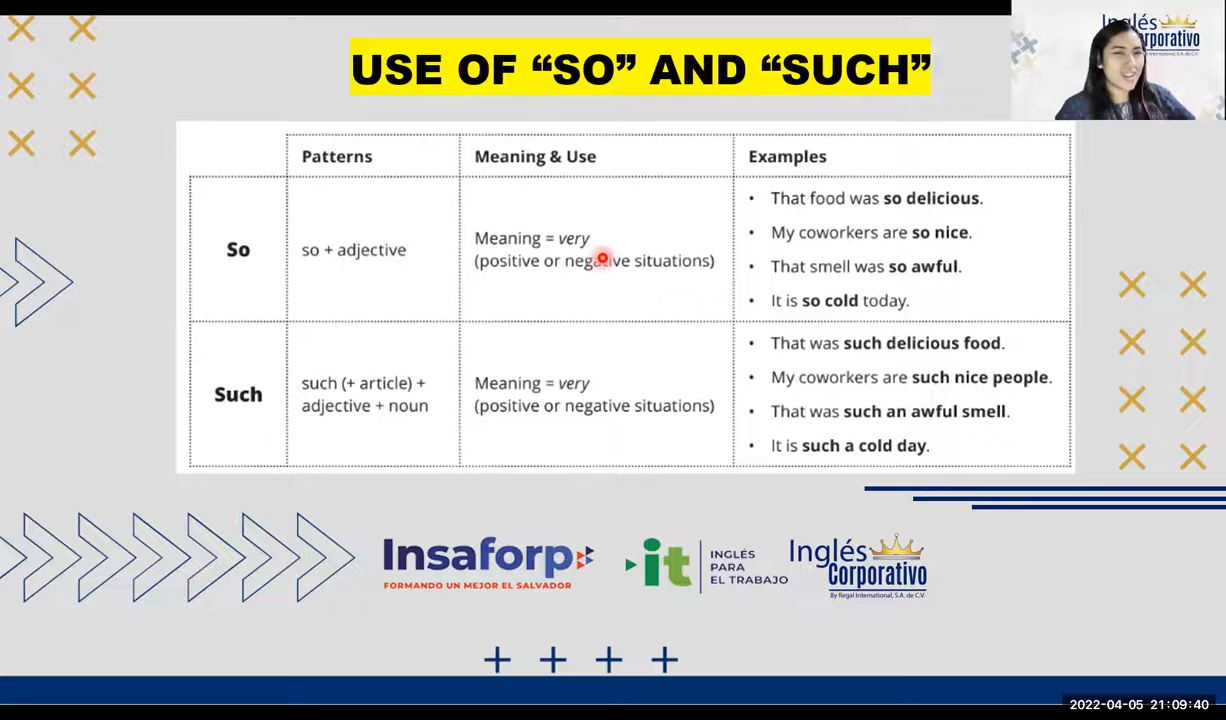 Inglés
Corporativo
By Regal International, S.A. de C.V.
USE OF “SO” AND “SUCH”
Patterns
Meaning & Use
Examples
So
so + adjective
Meaning = very
(positive or negative situations)
• That food was so delicious.
• My coworkers are so nice.
• That smell was so awful.
• It is so cold today.
Such
such (+ article) +
adjective + noun
Meaning = very
(positive or negative situations)
• That was such delicious food.
• My coworkers are such nice people.
• That was such an awful smell.
• It is such a cold day.
Insaforp
FORMANDO UN MEJOR EL SALVADOR
it
INGLÉS
PARA
EL TRABAJO
Inglés
Corporativo
By Regal International, S.A. de C.V.
2022-04-05 21:09:40